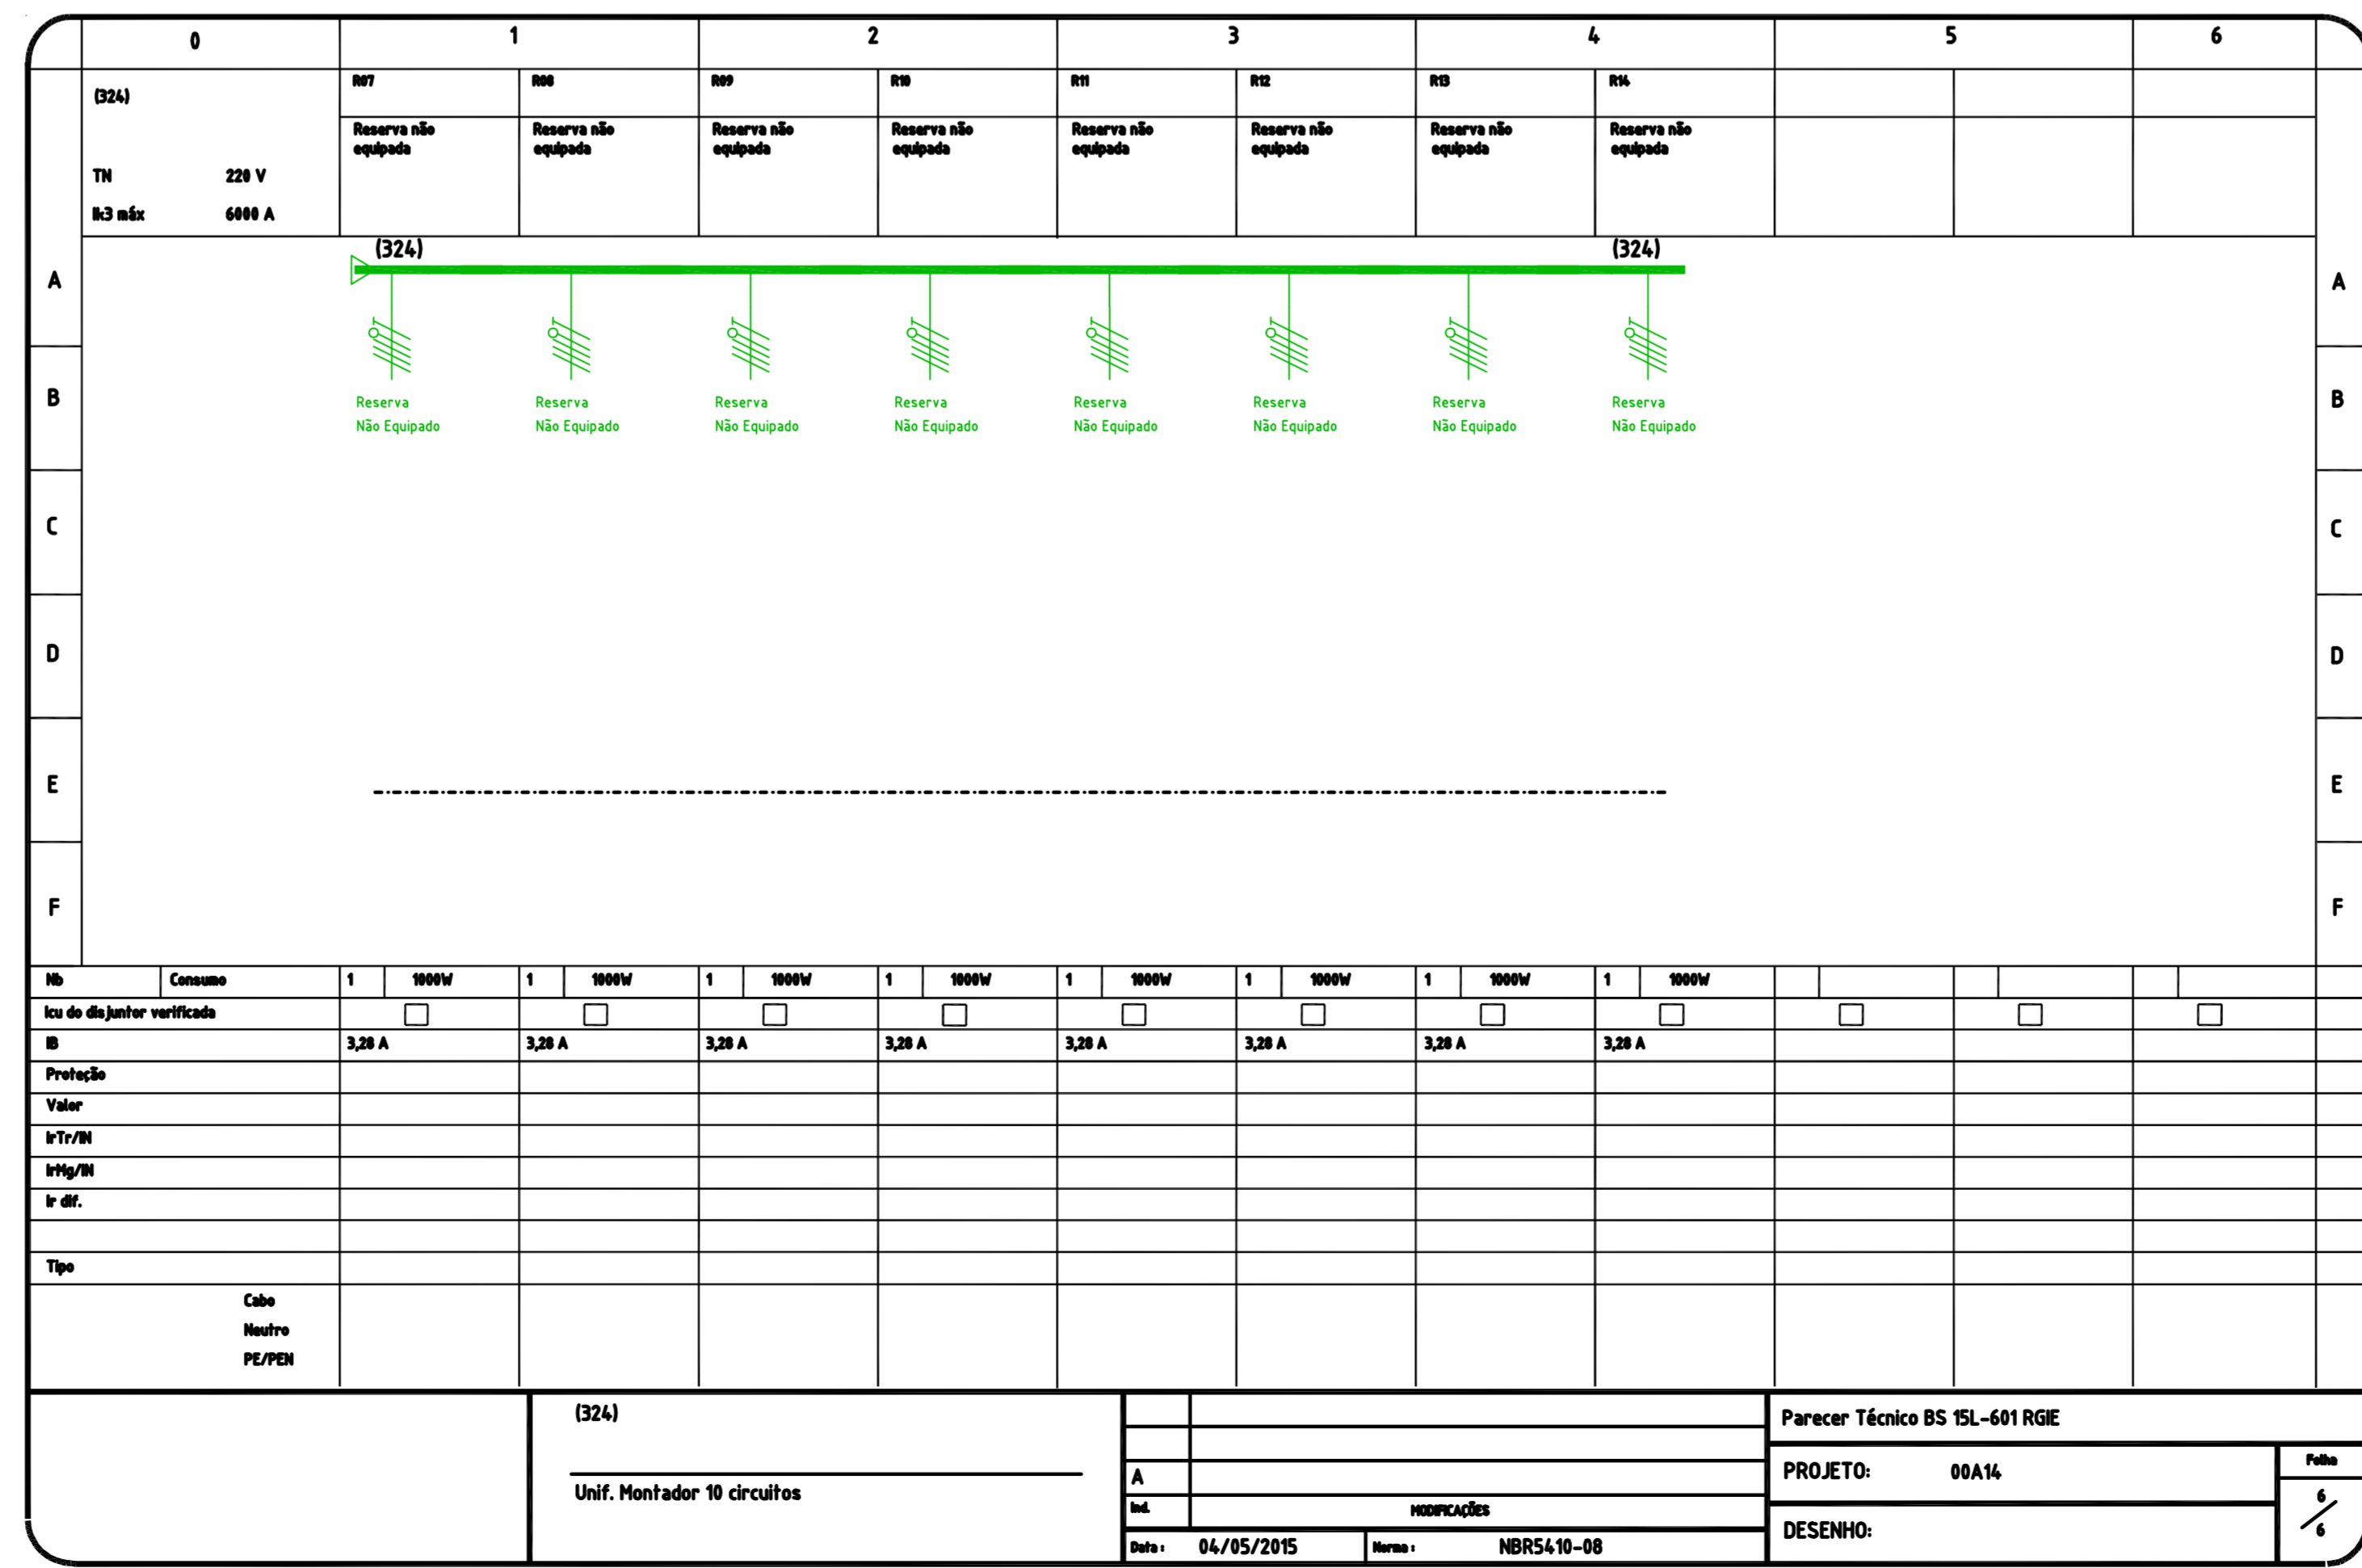 0 1 2 3 4 5 6
(324)
R07 R08 R09 R10 R11 R12 R13 R14
Reserva não Reserva não Reserva não Reserva não Reserva não Reserva não Reserva não Reserva não
equipada equipada equipada equipada equipada equipada equipada equipada
TN 220 V
Ik3 máx 6000 A
(324) (324)
A A
B B
Reserva Reserva Reserva Reserva Reserva Reserva Reserva Reserva
Não Equipado Não Equipado Não Equipado Não Equipado Não Equipado Não Equipado Não Equipado Não Equipado
C C
D D
E E
F F
Nb Consumo 1 1000W 1 1000W 1 1000W 1 1000W 1 1000W 1 1000W 1 1000W 1 1000W
Icu do disjuntor verificada
IB 3,28 A 3,28 A 3,28 A 3,28 A 3,28 A 3,28 A 3,28 A 3,28 A
Proteção
Valor
IrTr/IN
IrMg/IN
Ir dif.
Tipo
Cabo
Neutro
PE/PEN
(324)
Unif. Montador 10 circuitos
A
Ind. MODIFICAÇÕES
Data : 04/05/2015 Norma : NBR5410-08
Parecer Técnico BS 15L-601 RGIE
PROJETO: 00A14
DESENHO:
Folha
6
/
6